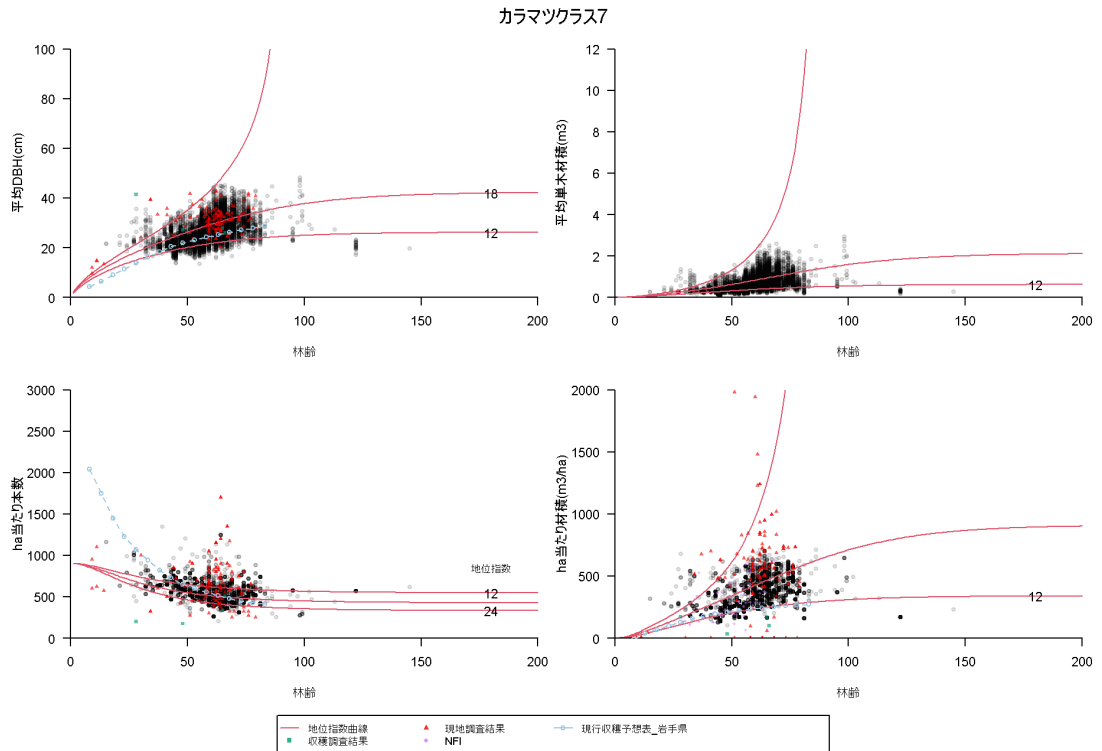 カラマツクラス7
平均DBH(cm)
100
80
60
40
20
0
18
12
0 50 100 150 200
林齢
平均単木材積(m3)
12
10
8
6
4
2
0
12
0 50 100 150 200
林齢
ha当たり本数
3000
2500
2000
1500
1000
500
0
地位指数
12
24
0 50 100 150 200
林齢
ha当たり材積(m3/ha)
2000
1500
1000
500
0
12
0 50 100 150 200
林齢
地位指数曲線 現地調査結果 現行収穫予想表_岩手県
収穫調査結果 NFI